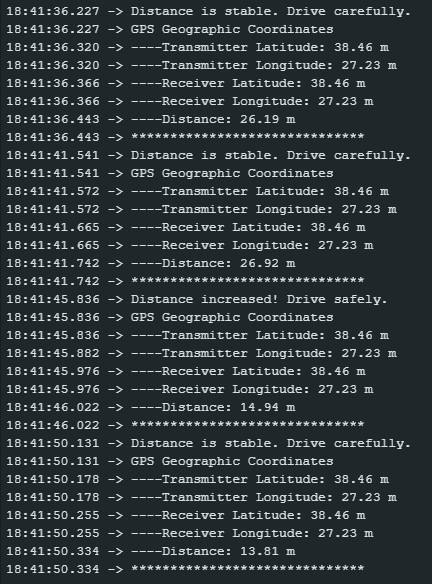 18:41:36.227 -> Distance is stable. Drive carefully.
18:41:36.227 -> GPS Geographic Coordinates
18:41:36.320 -> ----Transmitter Latitude: 38.46 m
18:41:36.320 -> ----Transmitter Longitude: 27.23 m
18:41:36.366 -> ----Receiver Latitude: 38.46 m
18:41:36.366 -> ----Receiver Longitude: 27.23 m
18:41:36.443 -> ----Distance: 26.19 m
18:41:36.443 -> ******************************
18:41:41.541 -> Distance is stable. Drive carefully.
18:41:41.541 -> GPS Geographic Coordinates
18:41:41.572 -> ----Transmitter Latitude: 38.46 m
18:41:41.572 -> ----Transmitter Longitude: 27.23 m
18:41:41.665 -> ----Receiver Latitude: 38.46 m
18:41:41.665 -> ----Receiver Longitude: 27.23 m
18:41:41.742 -> ----Distance: 26.92 m
18:41:41.742 -> ******************************
18:41:45.836 -> Distance increased! Drive safely.
18:41:45.836 -> GPS Geographic Coordinates
18:41:45.836 -> ----Transmitter Latitude: 38.46 m
18:41:45.882 -> ----Transmitter Longitude: 27.23 m
18:41:45.976 -> ----Receiver Latitude: 38.46 m
18:41:45.976 -> ----Receiver Longitude: 27.23 m
18:41:46.022 -> ----Distance: 14.94 m
18:41:46.022 -> ******************************
18:41:50.131 -> Distance is stable. Drive carefully.
18:41:50.131 -> GPS Geographic Coordinates
18:41:50.178 -> ----Transmitter Latitude: 38.46 m
18:41:50.178 -> ----Transmitter Longitude: 27.23 m
18:41:50.255 -> ----Receiver Latitude: 38.46 m
18:41:50.255 -> ----Receiver Longitude: 27.23 m
18:41:50.334 -> ----Distance: 13.81 m
18:41:50.334 -> ******************************